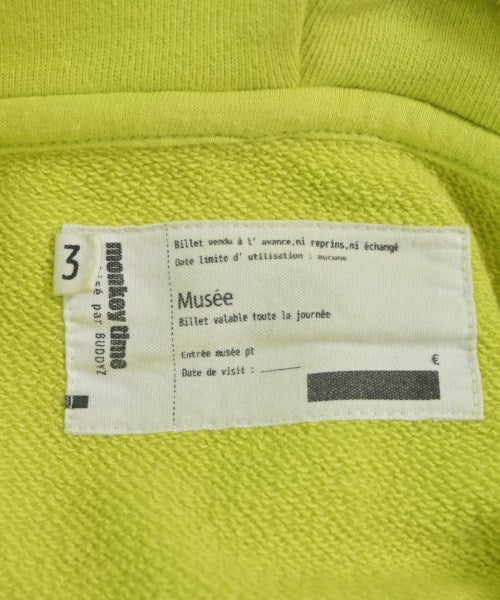 3
monkey time
isé par BUDDYZ
Billet vendu à l' avance,ni reprins,ni échangé
Date limite d' utilisation : aucune
Musée
Billet valable toute la journée
Entrée musée pt
€
Date de visit :